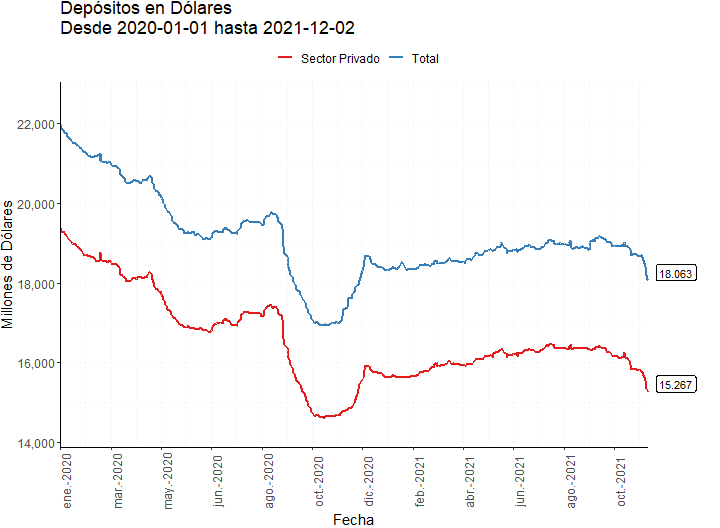 Depósitos en Dólares
Desde 2020-01-01 hasta 2021-12-02
Sector Privado Total
Millones de Dólares
22,000
20,000
18,000
16,000
14,000
18.063
15.267
ene.-2020 mar.-2020 may.-2020 jun.-2020 ago.-2020 oct.-2020 dic.-2020 feb.-2021 abr.-2021 jun.-2021 ago.-2021 oct.-2021
Fecha